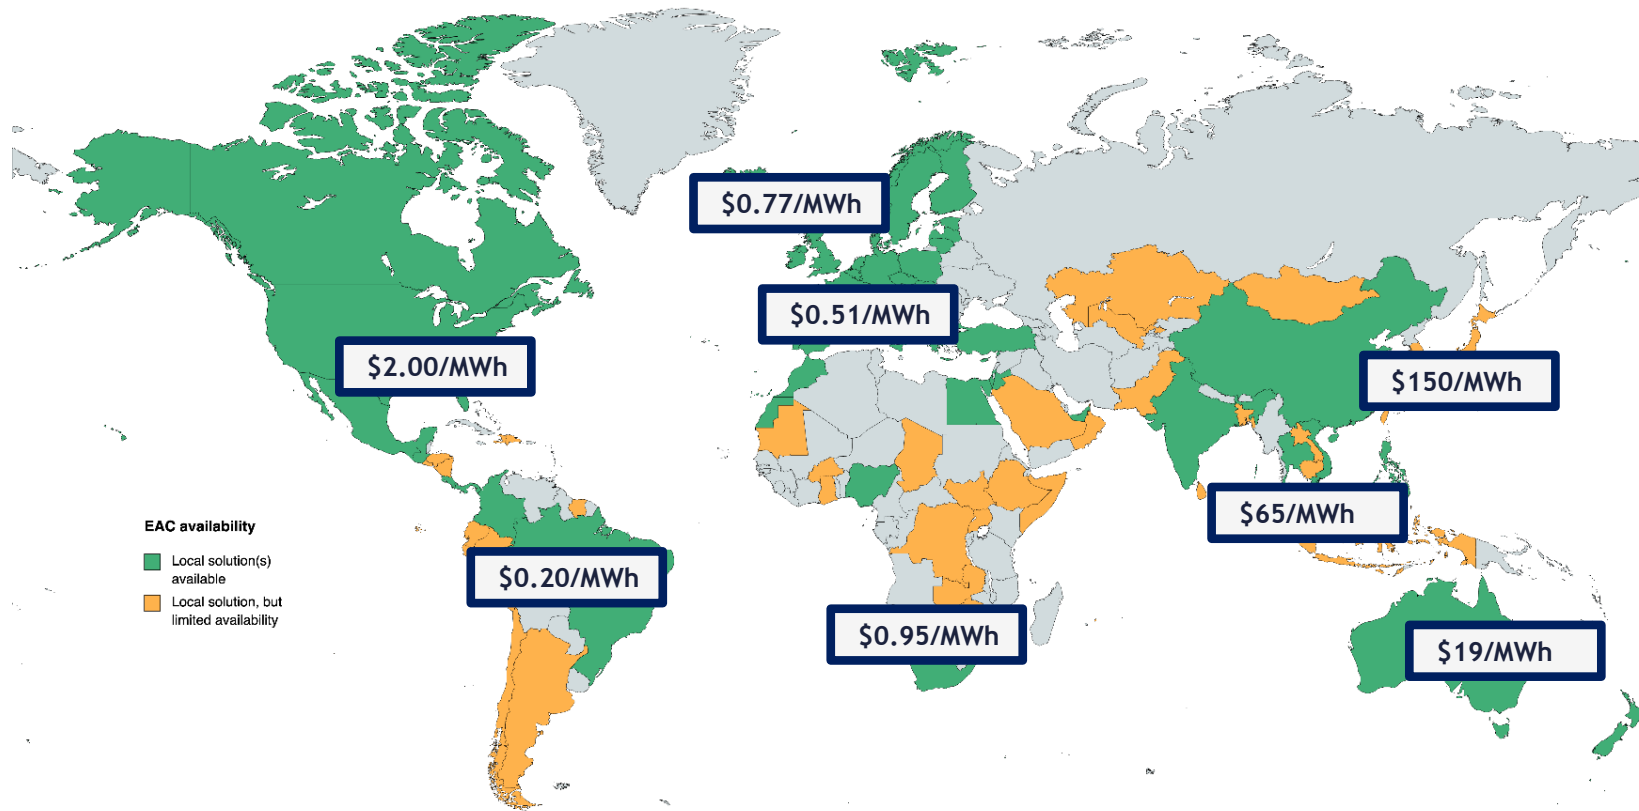 $0.77/MWh
$0.51/MWh
$2.00/MWh
$150/MWh
$65/MWh
EAC availability
Local solution(s)
available
Local solution, but
limited availability
$0.20/MWh
$0.95/MWh
$19/MWh